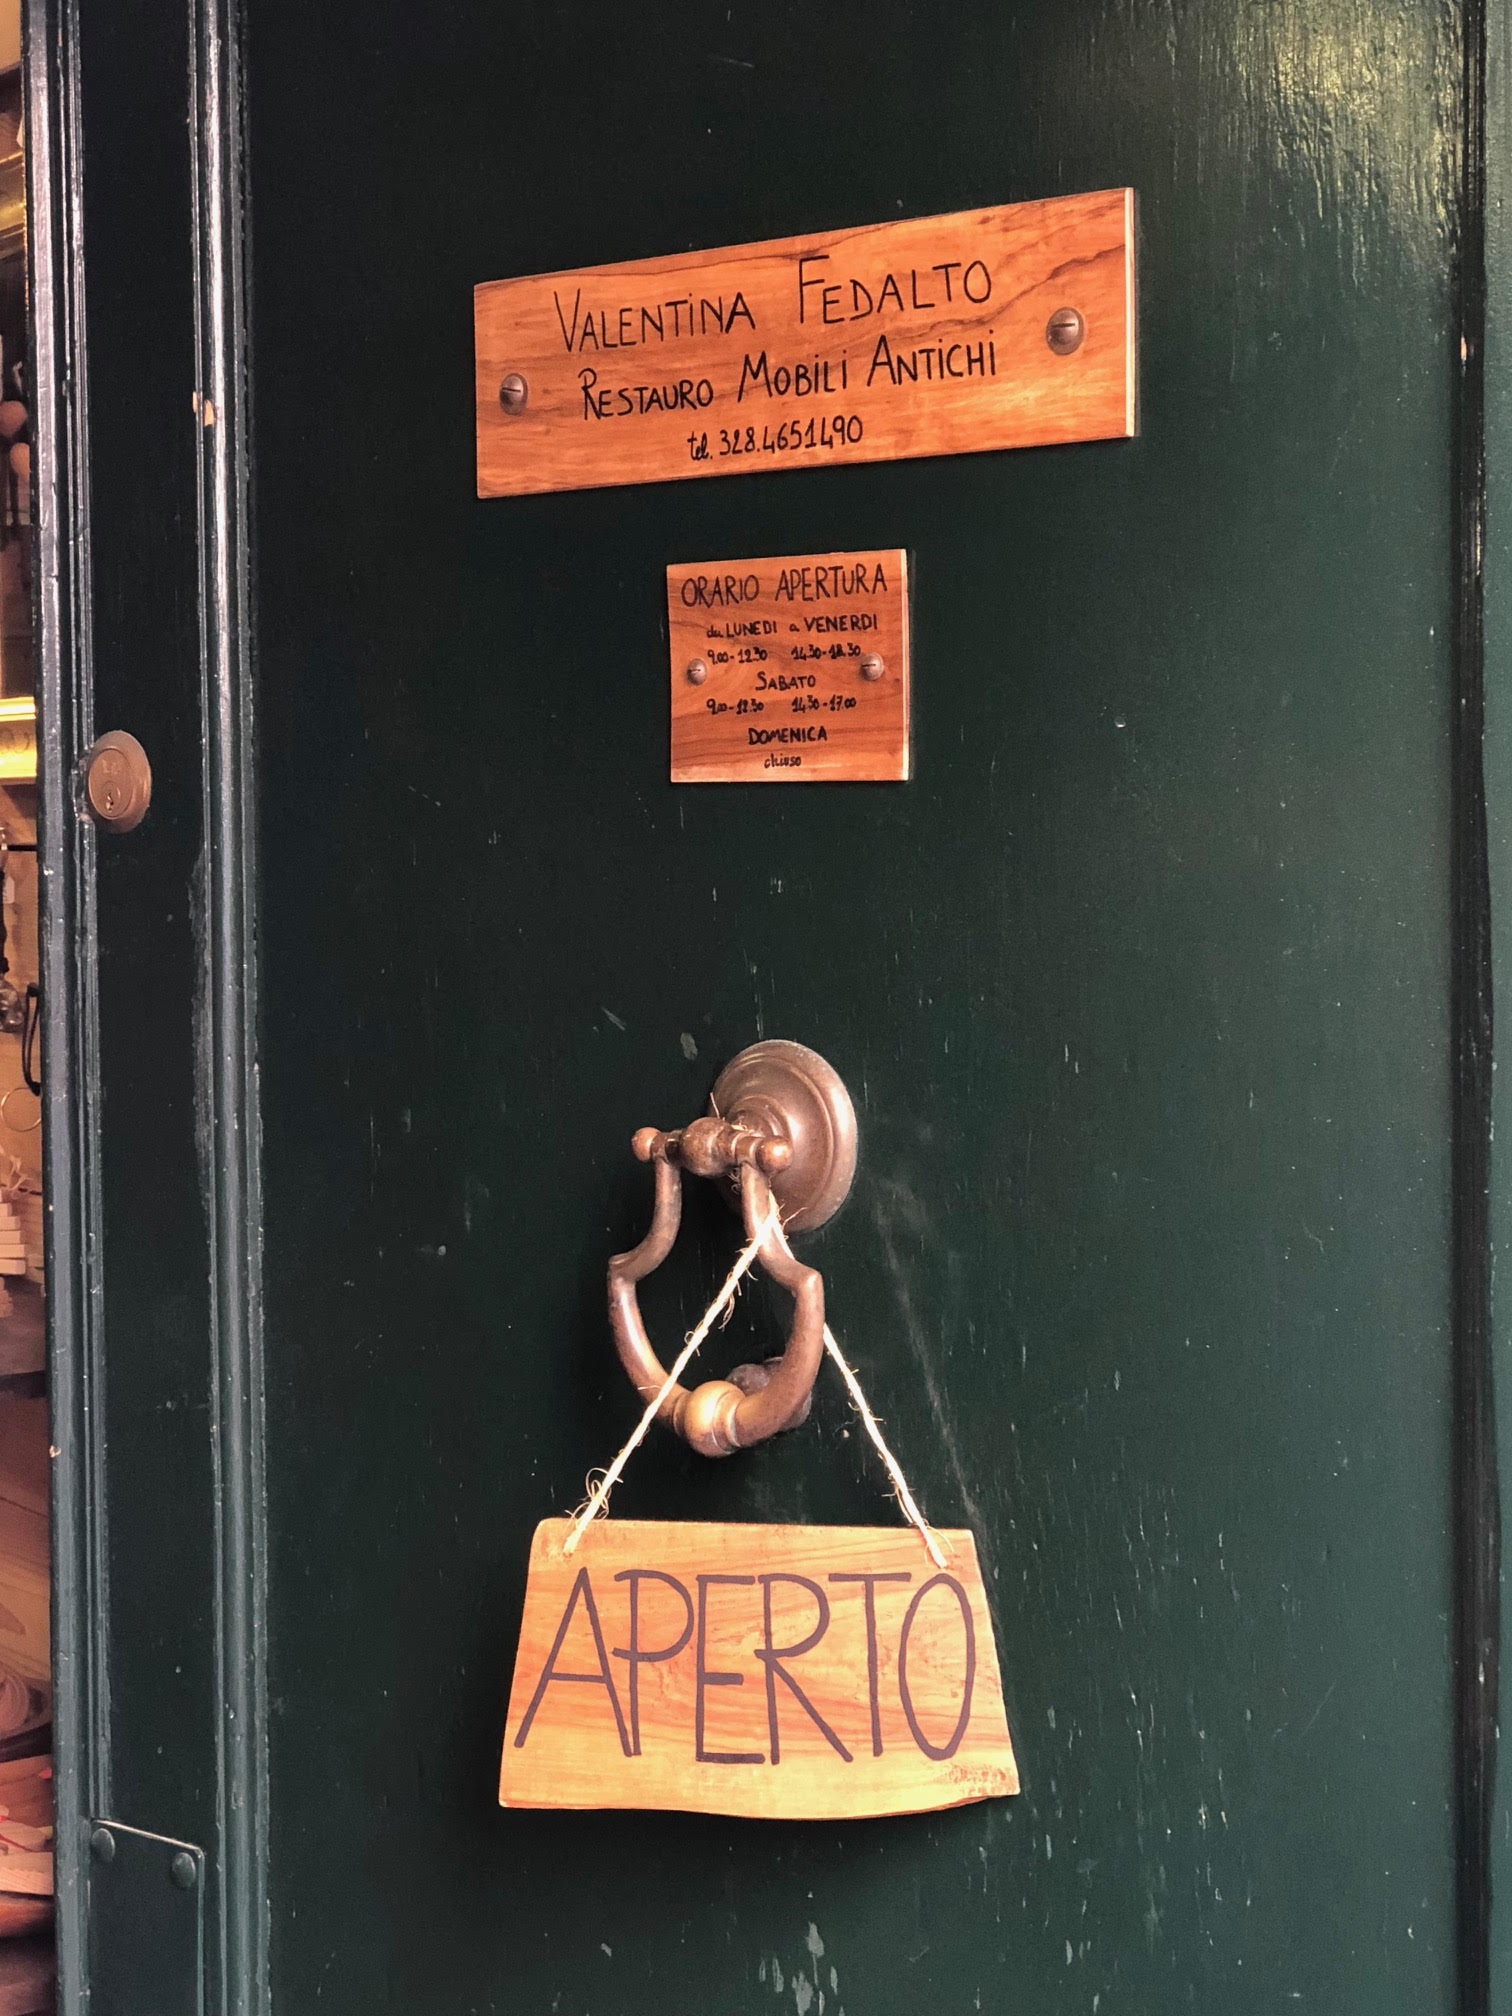 VALENTiNA FEDALTO
RESTAURO MOBiLi ANTiCHi
tel. 328.4651490
ORARIO APERTURA
da LUNEDI a VENERDI
9.00-12.30 14.30-18.30
SABATO
9.00-12.30 14.30-17.00
DOMENICA
chiuso
APERTO